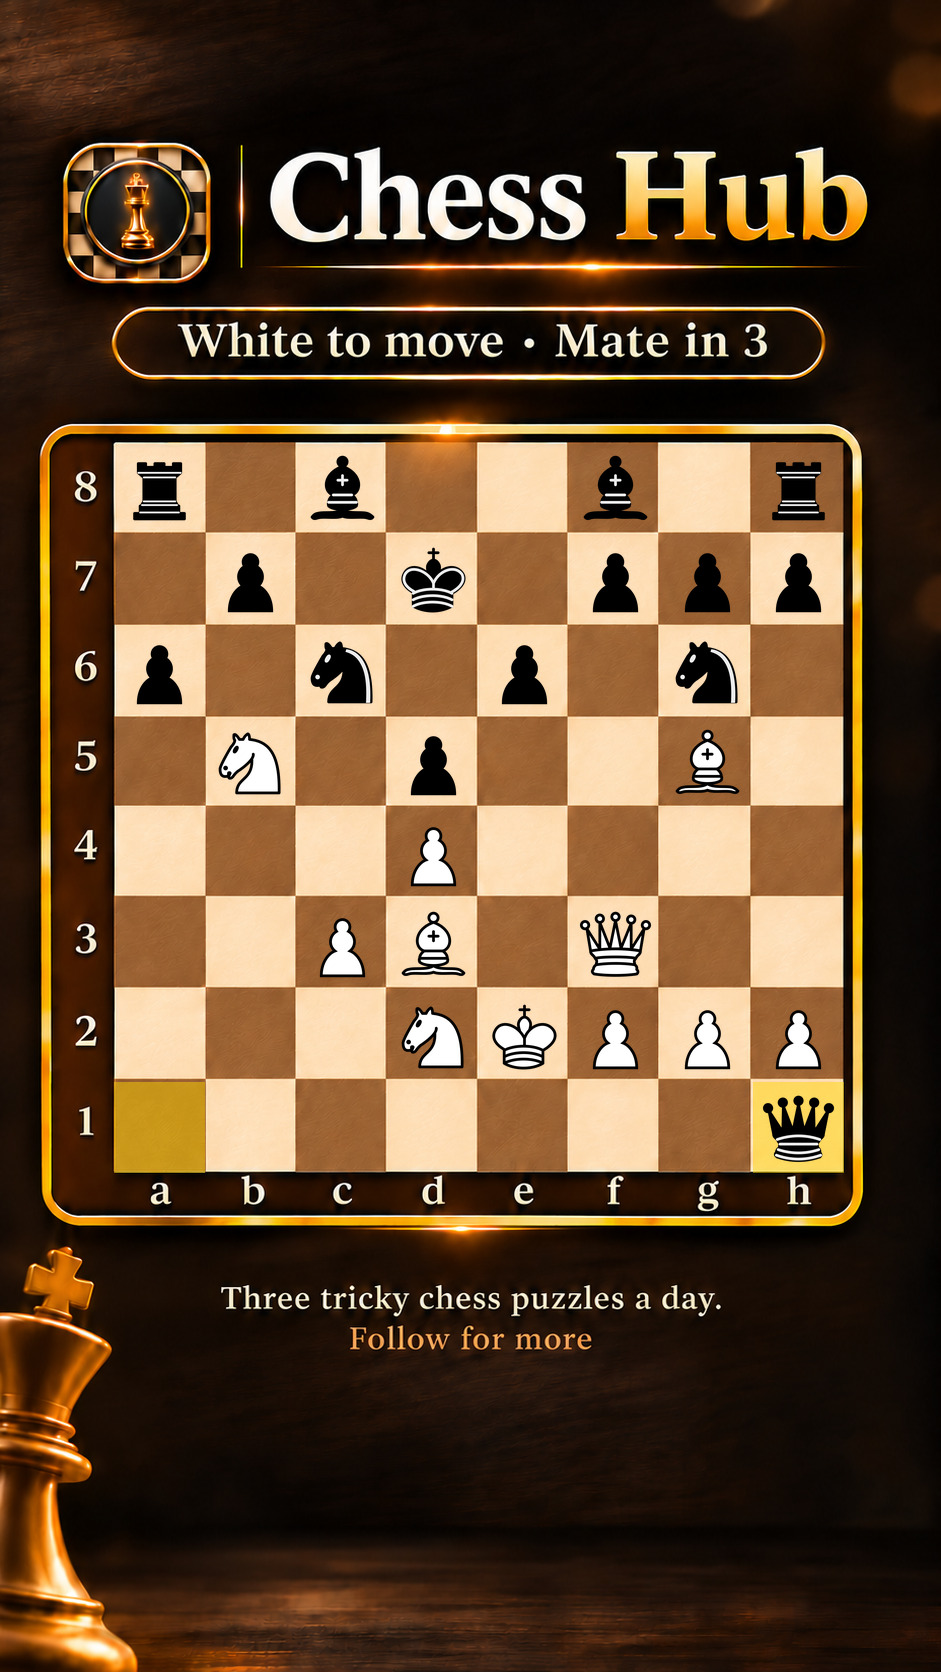 Chess Hub
White to move • Mate in 3
8
7
6
5
4
3
2
1
a b c d e f g h
Three tricky chess puzzles a day.
Follow for more